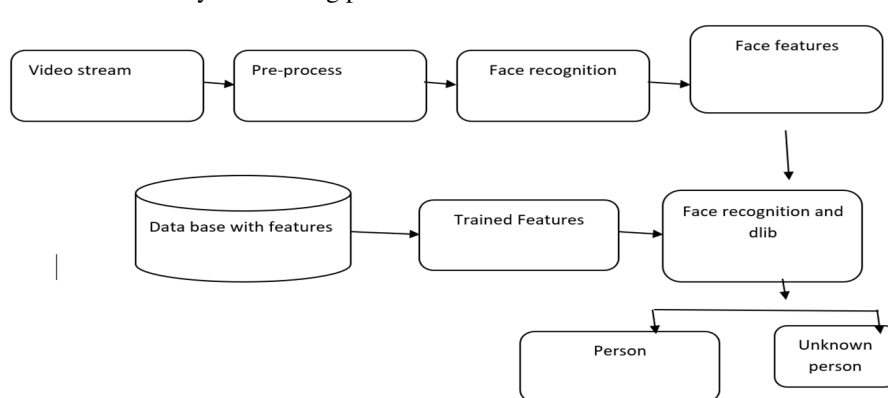 Video stream
Pre-process
Face recognition
Face features
Data base with features
Trained Features
Face recognition and
dlib
Person
Unknown
person